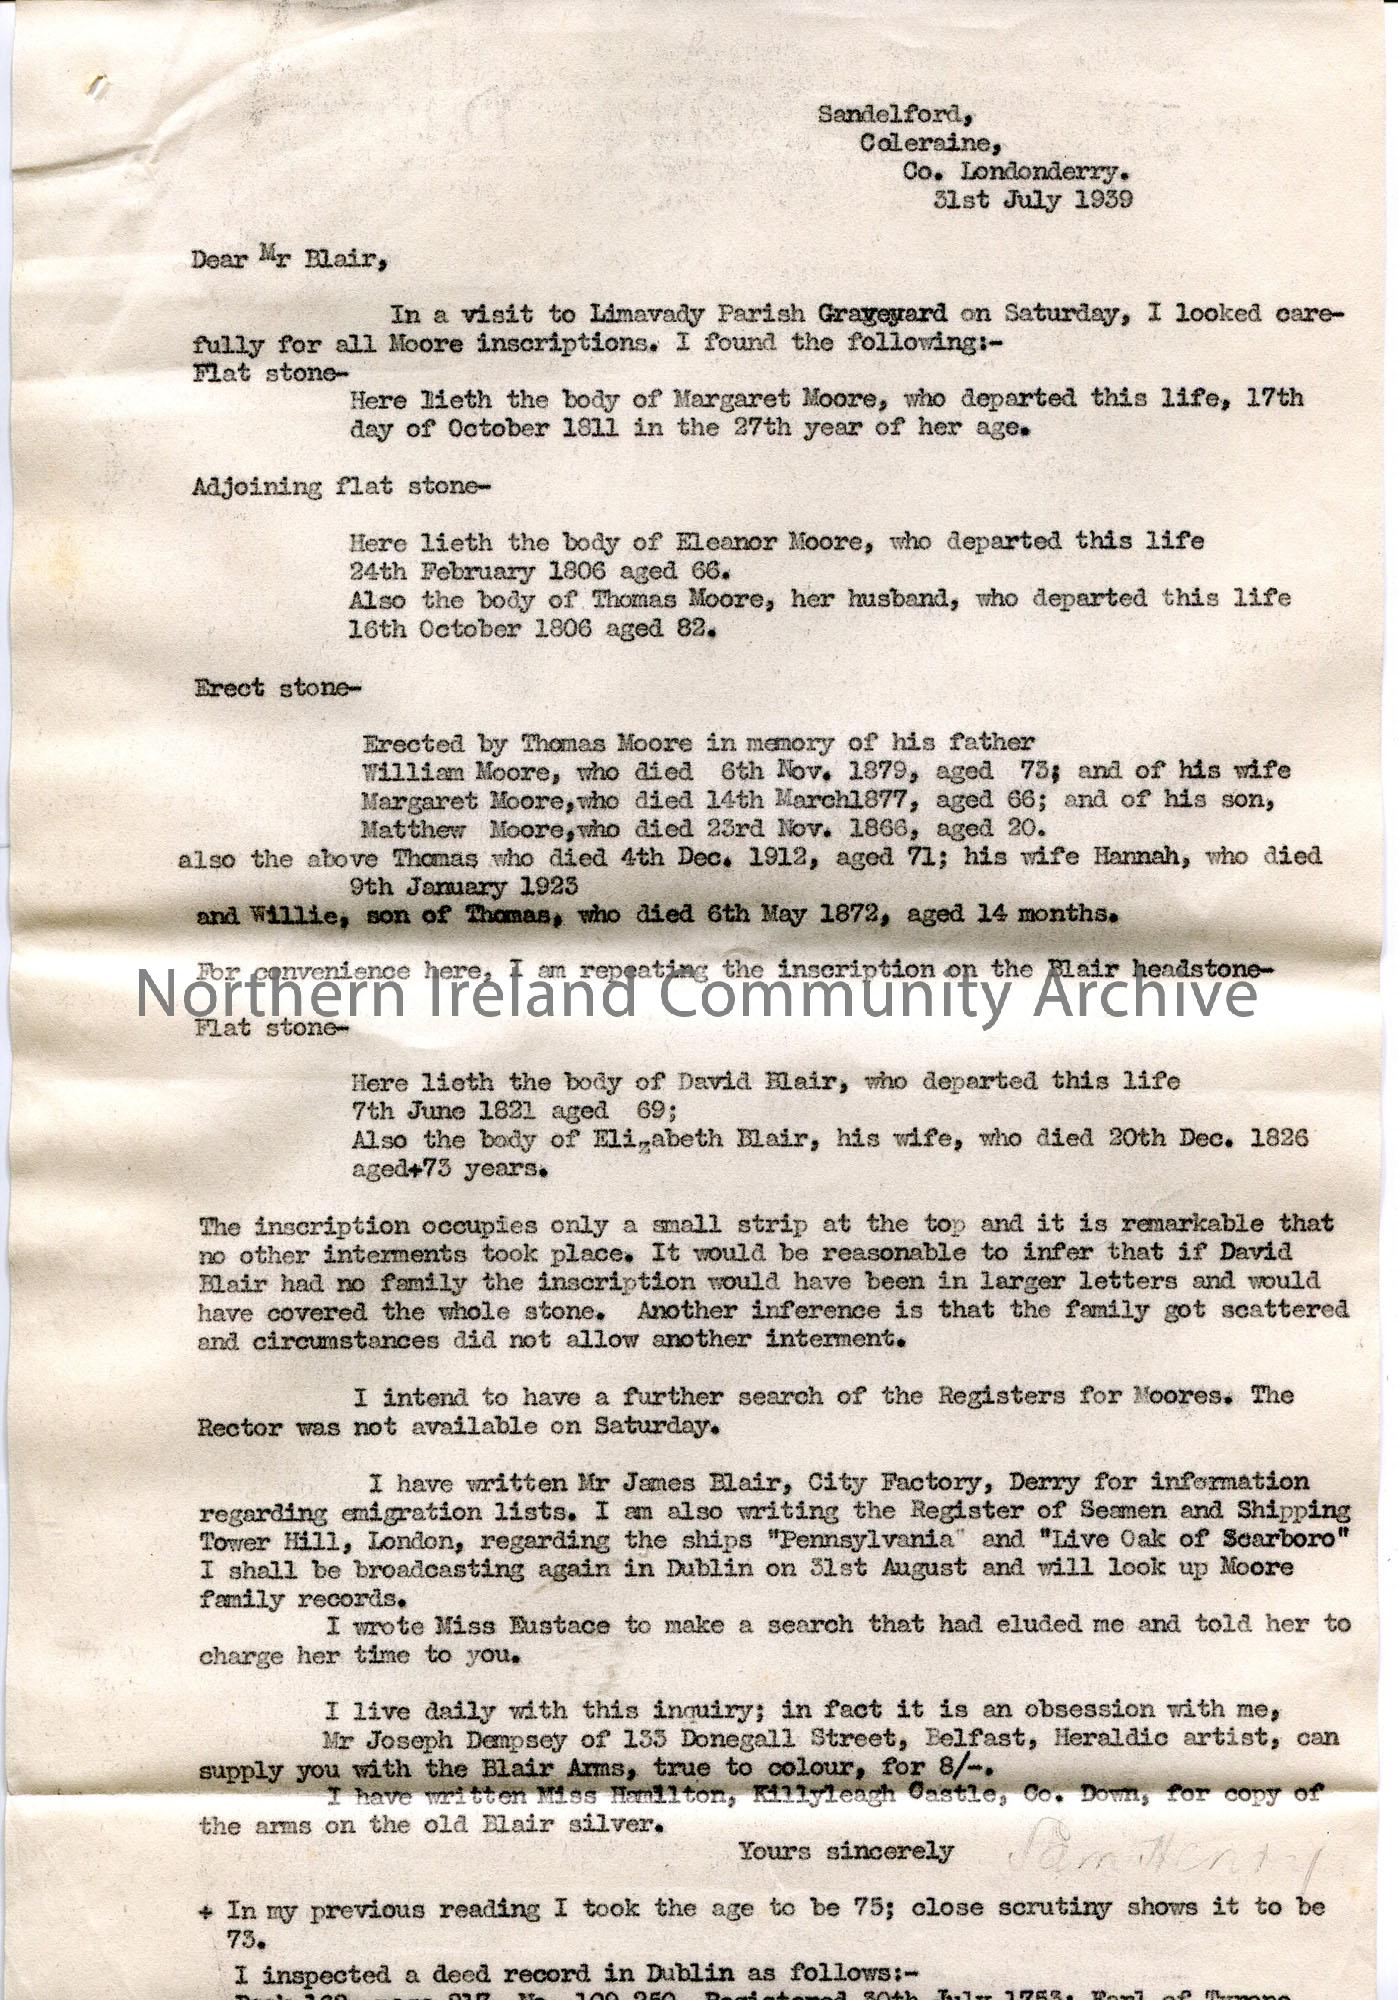 Sandelford,
Coleraine,
Co. Londonderry.
31st July 1939
Dear Mr Blair,
In a visit to Limavady Parish Graveyard on Saturday, I looked care-
fully for all Moore inscriptions. I found the following:-
Flat stone-
Here lieth the body of Margaret Moore, who departed this life, 17th
day of October 1811 in the 27th year of her age.
Adjoining flat stone-
Here lieth the body of Eleanor Moore, who departed this life
24th February 1806 aged 66.
Also the body of Thomas Moore, her husband, who departed this life
16th October 1806 aged 82.
Erect stone-
Erected by Thomas Moore in memory of his father
William Moore, who died 6th Nov. 1879, aged 73; and of his wife
Margaret Moore,who died 14th March1877, aged 66; and of his son,
Matthew Moore,who died 23rd Nov. 1866, aged 20.
also the above Thomas who died 4th Dec. 1912, aged 71; his wife Hannah, who died
9th January 1923
and Willie, son of Thomas, who died 6th May 1872, aged 14 months.
For convenience here, I am repeating the inscription on the Blair headstone-
Northern Ireland Community Archive
Flat stone-
Here lieth the body of David Blair, who departed this life
7th June 1821 aged 69;
Also the body of Elizabeth Blair, his wife, who died 20th Dec. 1826
aged+73 years.
The inscription occupies only a small strip at the top and it is remarkable that
no other interments took place. It would be reasonable to infer that if David
Blair had no family the inscription would have been in larger letters and would
have covered the whole stone. Another inference is that the family got scattered
and circumstances did not allow another interment.
I intend to have a further search of the Registers for Moores. The
Rector was not available on Saturday.
I have written Mr James Blair, City Factory, Derry for information
regarding emigration lists. I am also writing the Register of Seamen and Shipping
Tower Hill, London, regarding the ships "Pennsylvania" and "Live Oak of Scarboro"
I shall be broadcasting again in Dublin on 31st August and will look up Moore
family records.
I wrote Miss Eustace to make a search that had eluded me and told her to
charge her time to you.
I live daily with this inquiry; in fact it is an obsession with me,
Mr Joseph Dempsey of 133 Donegall Street, Belfast, Heraldic artist, can
supply you with the Blair Arms, true to colour, for 8/-.
I have written Miss Hamilton, Killyleagh Castle, Co. Down, for copy of
the arms on the old Blair silver.
Yours sincerely Sam Henry
+ In my previous reading I took the age to be 75; close scrutiny shows it to be
73.
I inspected a deed record in Dublin as follows:-
page 217, No. 109,250, Registered 30th July 1753: Earl of Tyrone